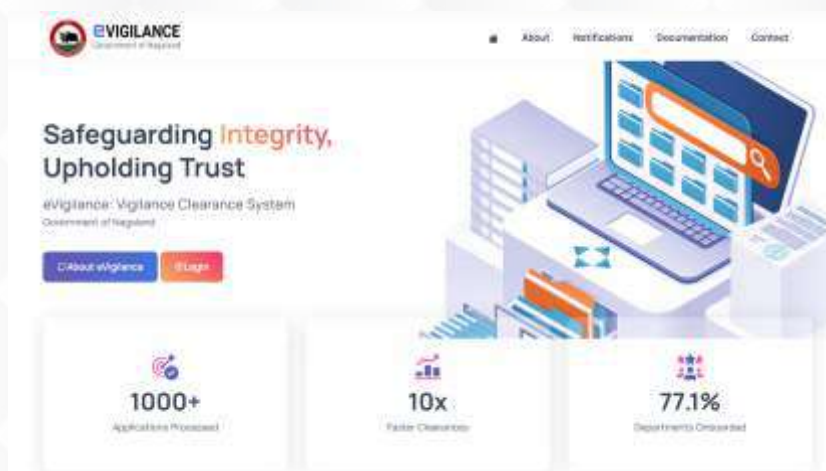 eVIGILANCE
Government of Nagaland
About Notifications Documentation Contact
Safeguarding Integrity,
Upholding Trust
eVigilance: Vigilance Clearance System
Government of Nagaland
About eVigilance Login
1000+
Applications Processed
10x
Faster Clearances
77.1%
Departments Onboarded